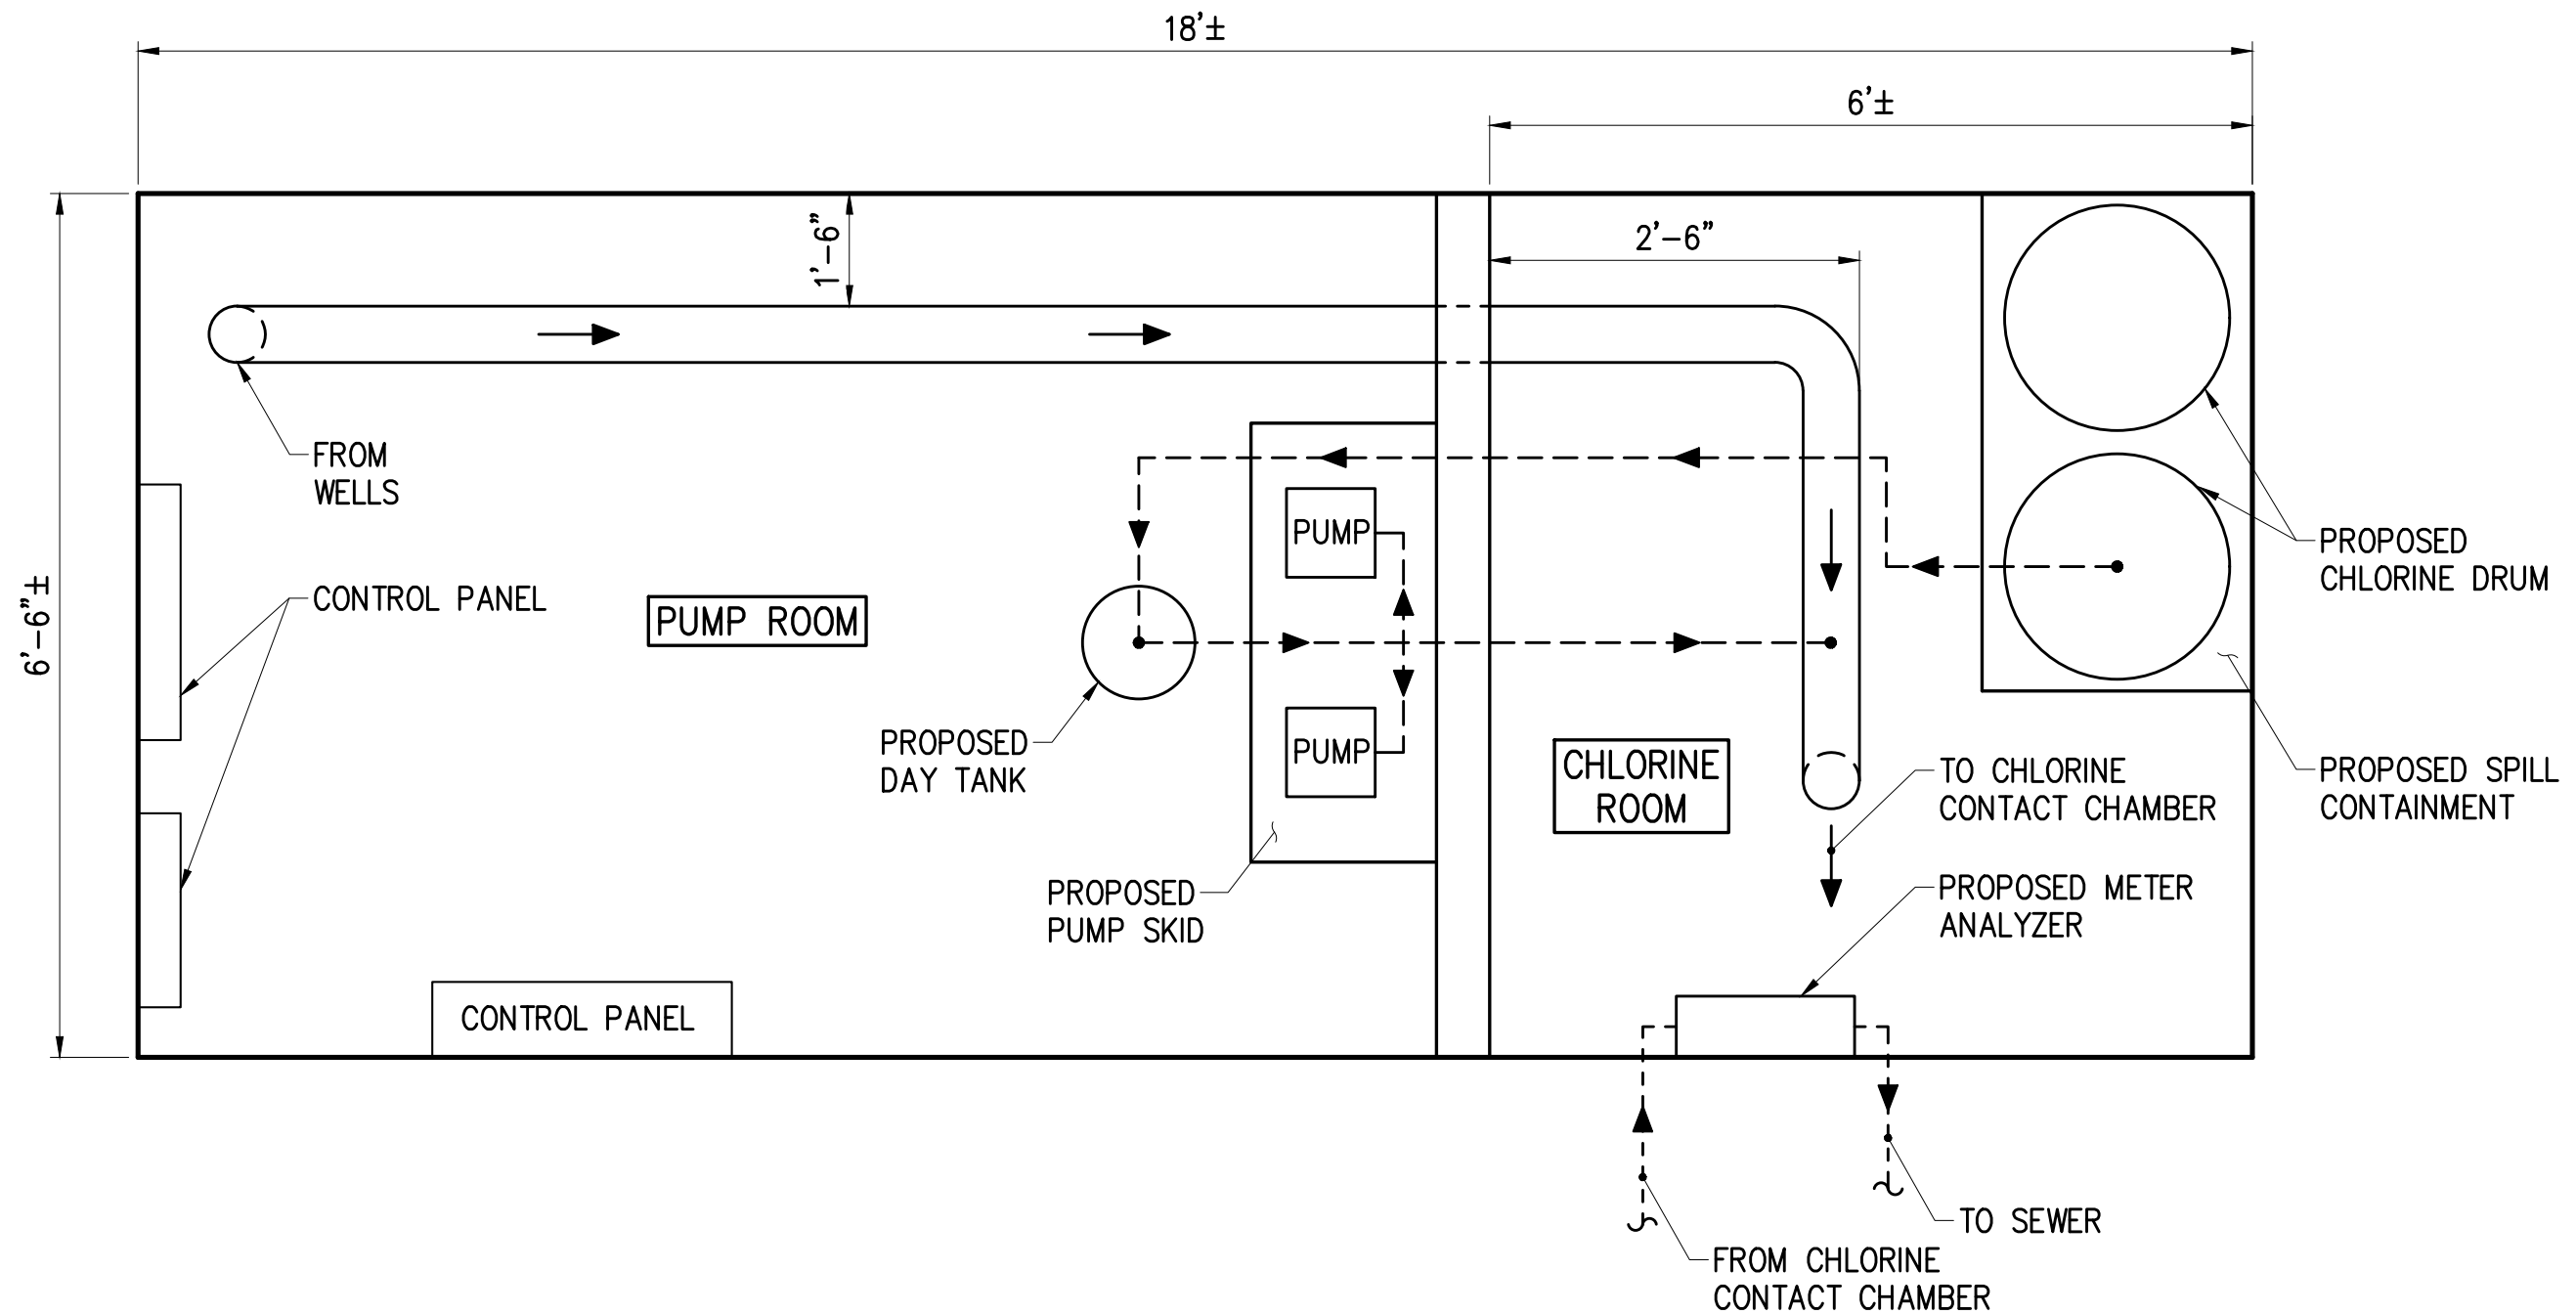 18'±
6'±
1'-6"
2'-6"
6'-6"±
FROM
WELLS
CONTROL PANEL
PUMP ROOM
PUMP
PUMP
PROPOSED
DAY TANK
PROPOSED
PUMP SKID
CONTROL PANEL
CHLORINE
ROOM
PROPOSED
CHLORINE DRUM
PROPOSED SPILL
CONTAINMENT
TO CHLORINE
CONTACT CHAMBER
PROPOSED METER
ANALYZER
TO SEWER
FROM CHLORINE
CONTACT CHAMBER